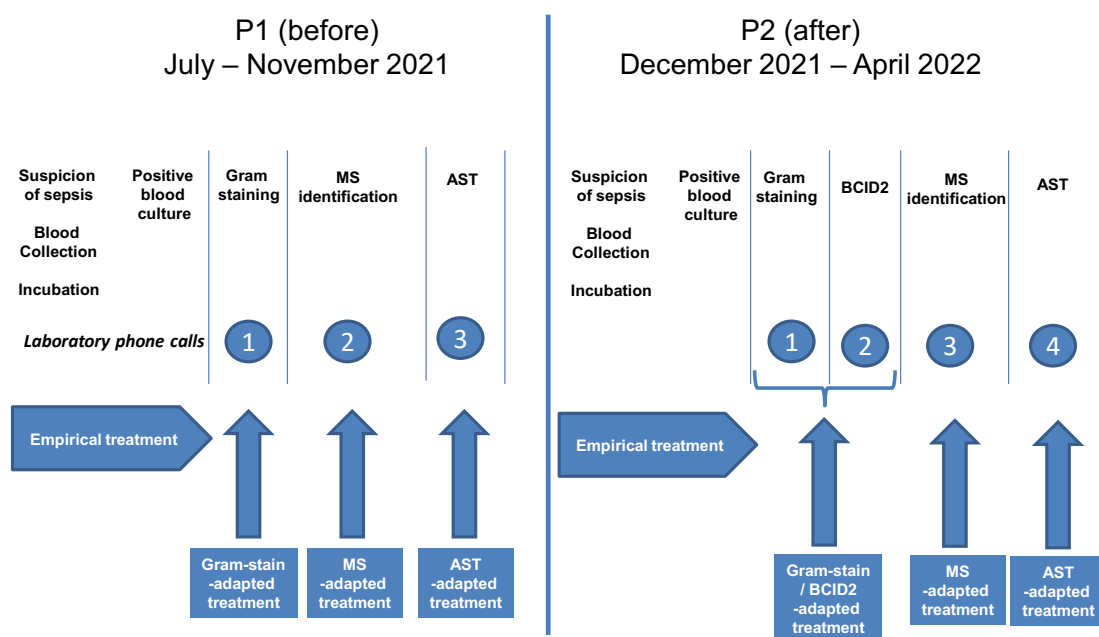 P1 (before)
July – November 2021
Suspicion
of sepsis
Blood
Collection
Incubation
Positive
blood
culture
Gram
staining
MS
identification
AST
Laboratory phone calls
1
2
3
Empirical treatment
Gram-stain
-adapted
treatment
MS
-adapted
treatment
AST
-adapted
treatment
P2 (after)
December 2021 – April 2022
Suspicion
of sepsis
Blood
Collection
Incubation
Positive
blood
culture
Gram
staining
BCID2
MS
identification
AST
1
2
3
4
Empirical treatment
Gram-stain
/ BCID2
-adapted
treatment
MS
-adapted
treatment
AST
-adapted
treatment